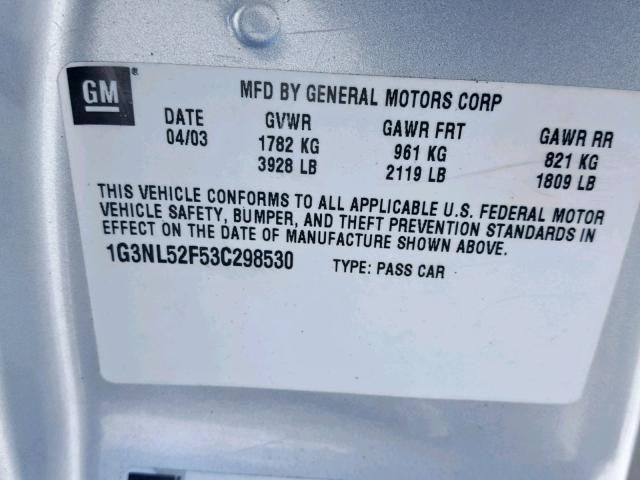 GM®
MFD BY GENERAL MOTORS CORP
DATE GVWR GAWR FRT GAWR RR
04/03 1782 KG 961 KG 821 KG
3928 LB 2119 LB 1809 LB
THIS VEHICLE CONFORMS TO ALL APPLICABLE U.S. FEDERAL MOTOR
VEHICLE SAFETY, BUMPER, AND THEFT PREVENTION STANDARDS IN
EFFECT ON THE DATE OF MANUFACTURE SHOWN ABOVE.
1G3NL52F53C298530 TYPE: PASS CAR